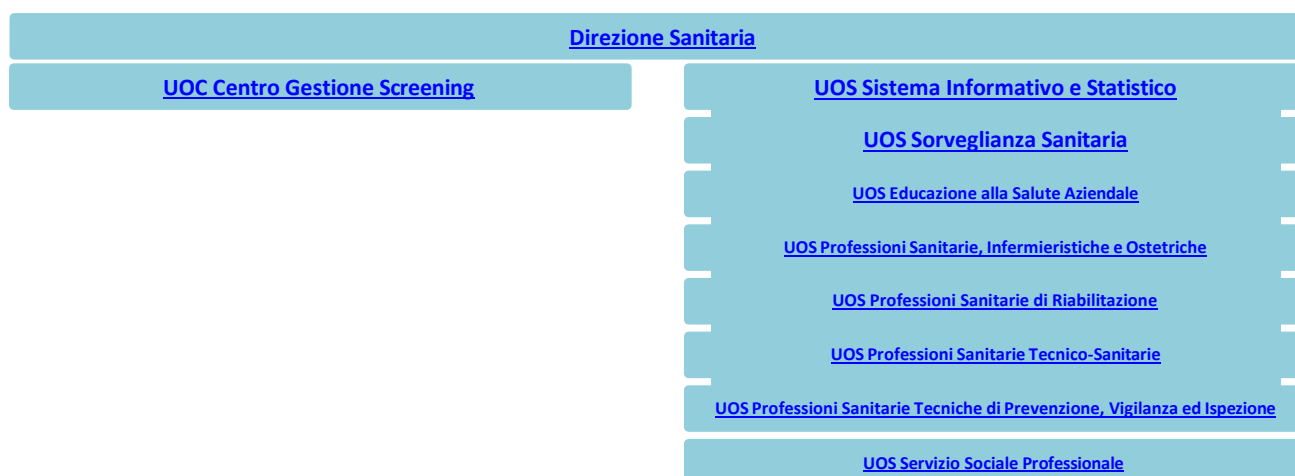 Direzione Sanitaria
UOC Centro Gestione Screening
UOS Sistema Informativo e Statistico
UOS Sorveglianza Sanitaria
UOS Educazione alla Salute Aziendale
UOS Professioni Sanitarie, Infermieristiche e Ostetriche
UOS Professioni Sanitarie di Riabilitazione
UOS Professioni Sanitarie Tecnico-Sanitarie
UOS Professioni Sanitarie Tecniche di Prevenzione, Vigilanza ed Ispezione
UOS Servizio Sociale Professionale